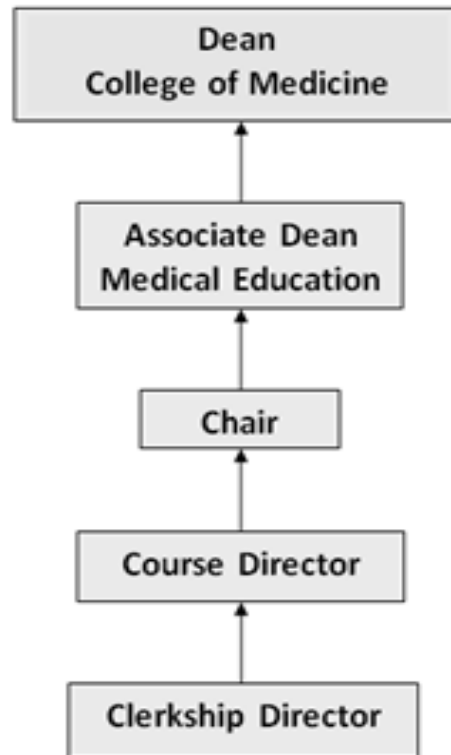 Dean
College of Medicine
Associate Dean
Medical Education
Chair
Course Director
Clerkship Director